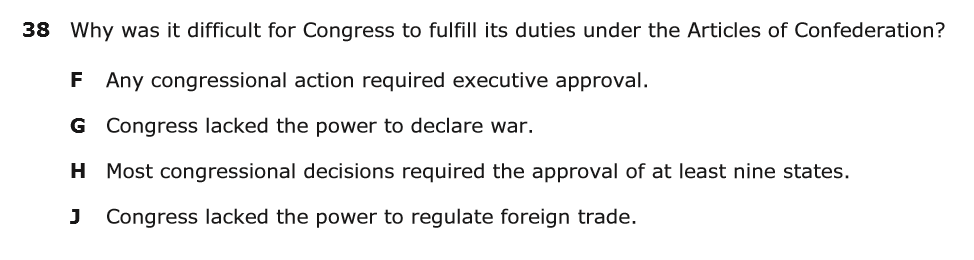 38 Why was it difficult for Congress to fulfill its duties under the Articles of Confederation?
F Any congressional action required executive approval.
G Congress lacked the power to declare war.
H Most congressional decisions required the approval of at least nine states.
J Congress lacked the power to regulate foreign trade.